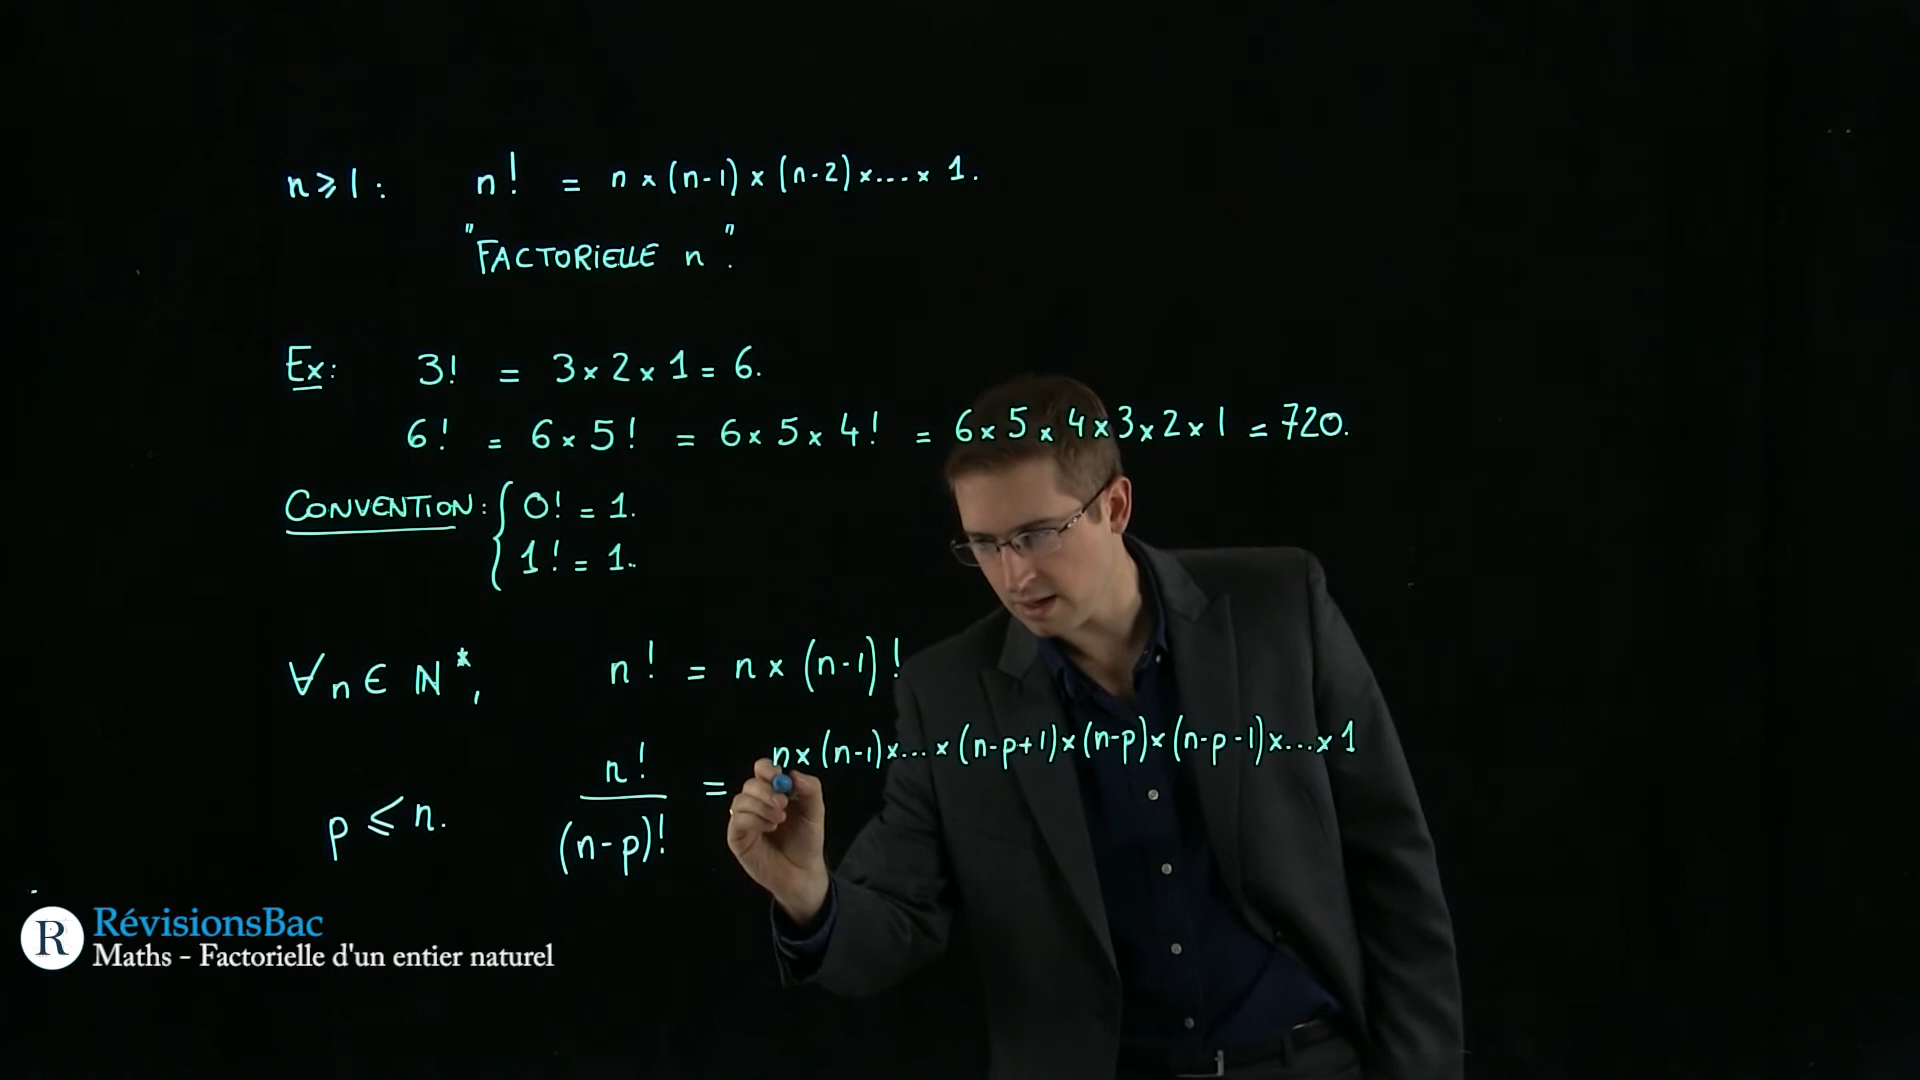 n ⩾ 1 : n! = n × (n-1) × (n-2) × ... × 1.
"FACTORiELLE n".
Ex: 3! = 3 × 2 × 1 = 6.
6! = 6 × 5! = 6 × 5 × 4! = 6 × 5 × 4 × 3 × 2 × 1 = 720.
CONVENTiON : { 0! = 1.
1! = 1..
∀n ∈ ℕ*, n! = n × (n-1)!
p ⩽ n. n! / (n-p)! = n × (n-1) × ... × (n-p+1) × (n-p) × (n-p-1) × ... × 1
R RévisionsBac
Maths - Factorielle d'un entier naturel